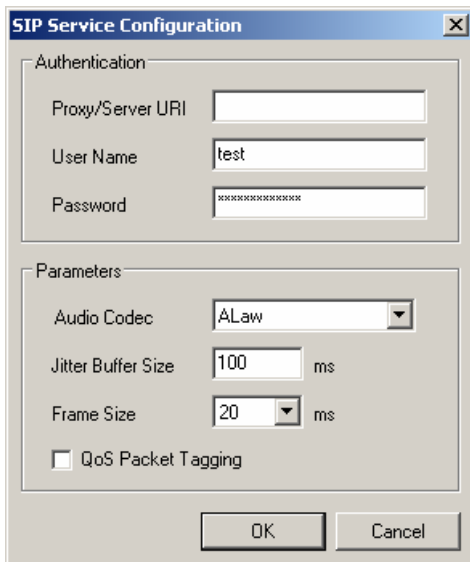 SIP Service Configuration
Authentication
Proxy/Server URI
User Name test
Password *************
Parameters
Audio Codec ALaw
Jitter Buffer Size 100 ms
Frame Size 20 ms
QoS Packet Tagging
OK Cancel